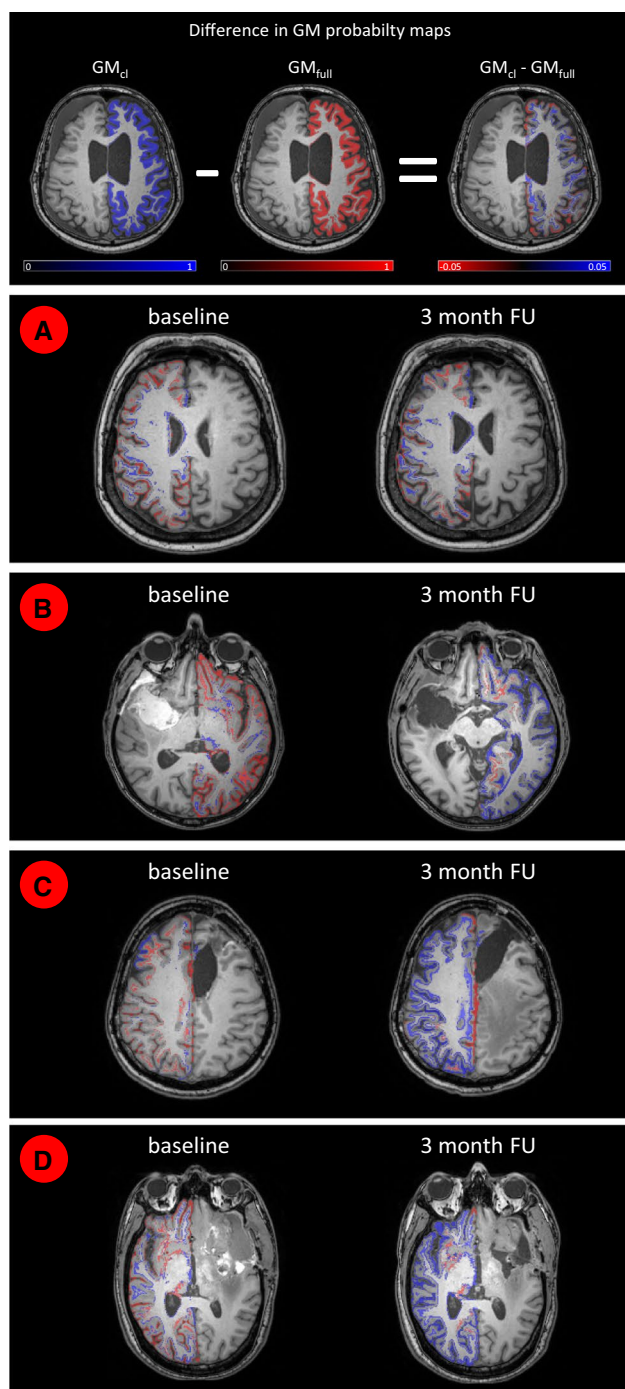 Difference in GM probabilty maps
GMcl
GMfull
GMcl - GMfull
-
=
0 1
0 1
-0.05 0.05
A
baseline
3 month FU
B
baseline
3 month FU
C
baseline
3 month FU
D
baseline
3 month FU